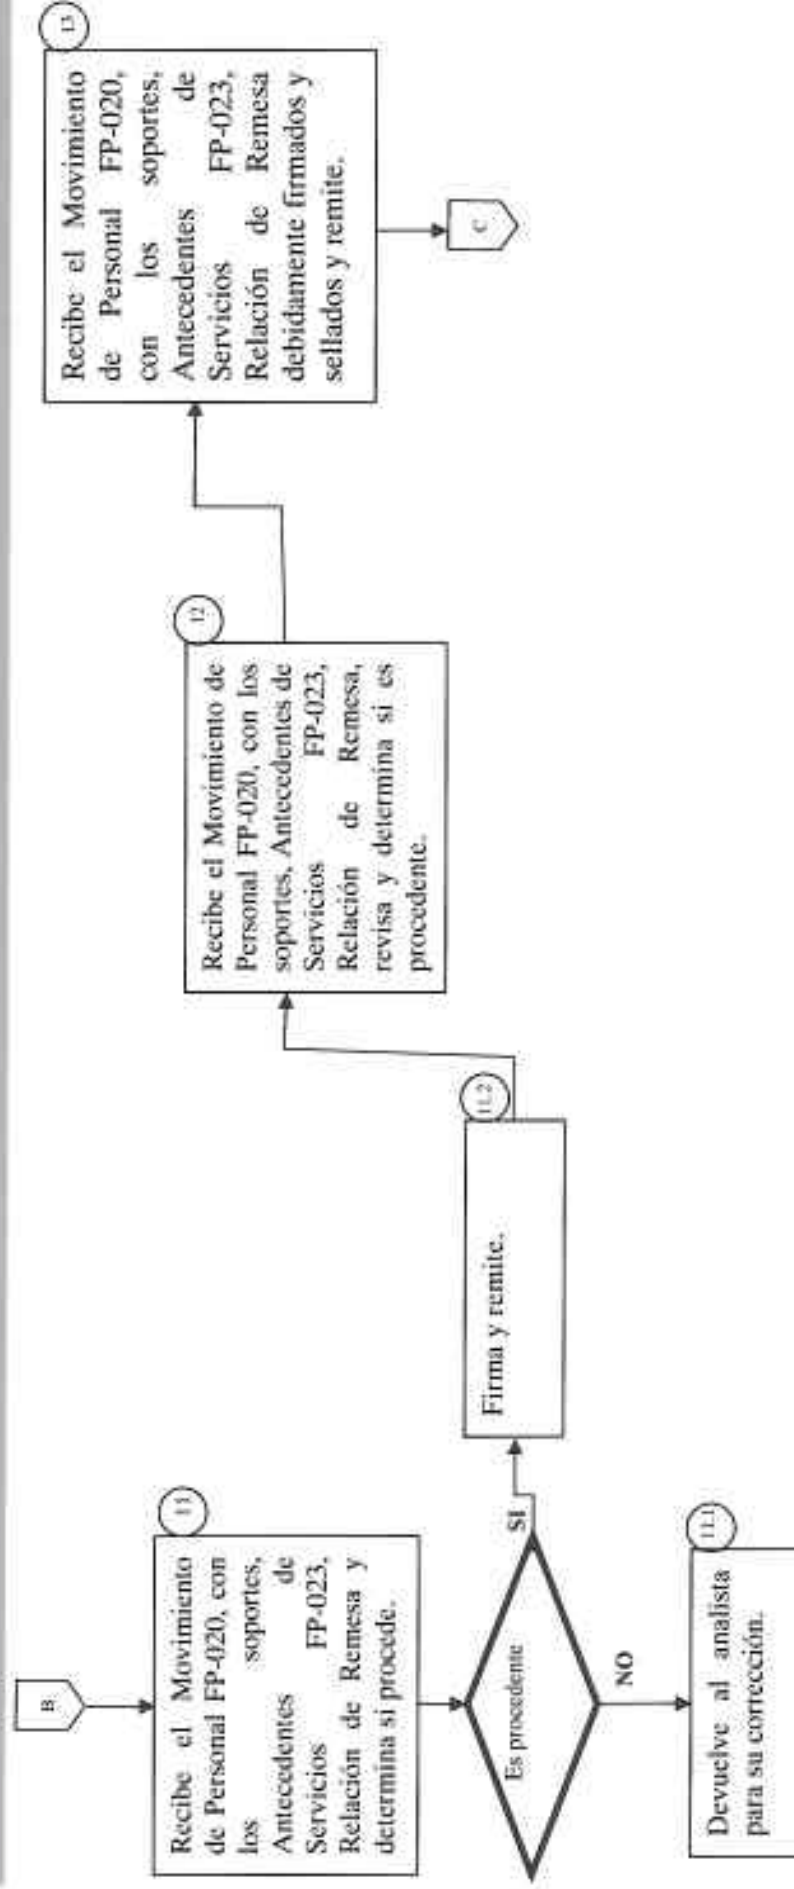 B
11
Recibe el Movimiento
de Personal FP-020, con
los soportes,
Antecedentes de
Servicios FP-023,
Relación de Remesa y
determina si procede.
Es procedente
SI
NO
11.1
Devuelve al analista
para su corrección.
11.2
Firma y remite.
12
Recibe el Movimiento de
Personal FP-020, con los
soportes, Antecedentes de
Servicios FP-023,
Relación de Remesa,
revisa y determina si es
procedente.
13
Recibe el Movimiento
de Personal FP-020,
con los soportes,
Antecedentes de
Servicios FP-023,
Relación de Remesa
debidamente firmados y
sellados y remite.
C